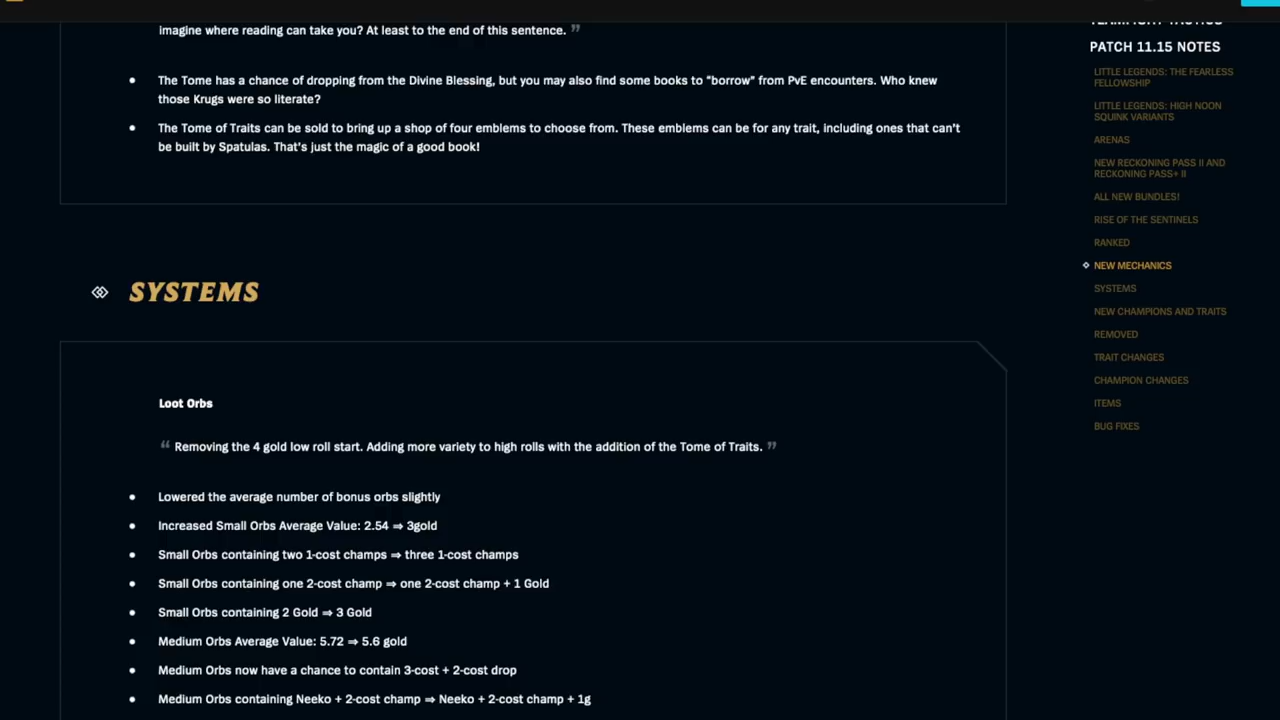 imagine where reading can take you? At least to the end of this sentence. ”
• The Tome has a chance of dropping from the Divine Blessing, but you may also find some books to “borrow” from PvE encounters. Who knew
those Krugs were so literate?
• The Tome of Traits can be sold to bring up a shop of four emblems to choose from. These emblems can be for any trait, including ones that can't
be built by Spatulas. That's just the magic of a good book!
SYSTEMS
Loot Orbs
“ Removing the 4 gold low roll start. Adding more variety to high rolls with the addition of the Tome of Traits. ”
• Lowered the average number of bonus orbs slightly
• Increased Small Orbs Average Value: 2.54 ⇒ 3gold
• Small Orbs containing two 1-cost champs ⇒ three 1-cost champs
• Small Orbs containing one 2-cost champ ⇒ one 2-cost champ + 1 Gold
• Small Orbs containing 2 Gold ⇒ 3 Gold
• Medium Orbs Average Value: 5.72 ⇒ 5.6 gold
• Medium Orbs now have a chance to contain 3-cost + 2-cost drop
• Medium Orbs containing Neeko + 2-cost champ ⇒ Neeko + 2-cost champ + 1g
TEAMFIGHT TACTICS
PATCH 11.15 NOTES
LITTLE LEGENDS: THE FEARLESS
FELLOWSHIP
LITTLE LEGENDS: HIGH NOON
SQUINK VARIANTS
ARENAS
NEW RECKONING PASS II AND
RECKONING PASS+ II
ALL NEW BUNDLES!
RISE OF THE SENTINELS
RANKED
NEW MECHANICS
SYSTEMS
NEW CHAMPIONS AND TRAITS
REMOVED
TRAIT CHANGES
CHAMPION CHANGES
ITEMS
BUG FIXES